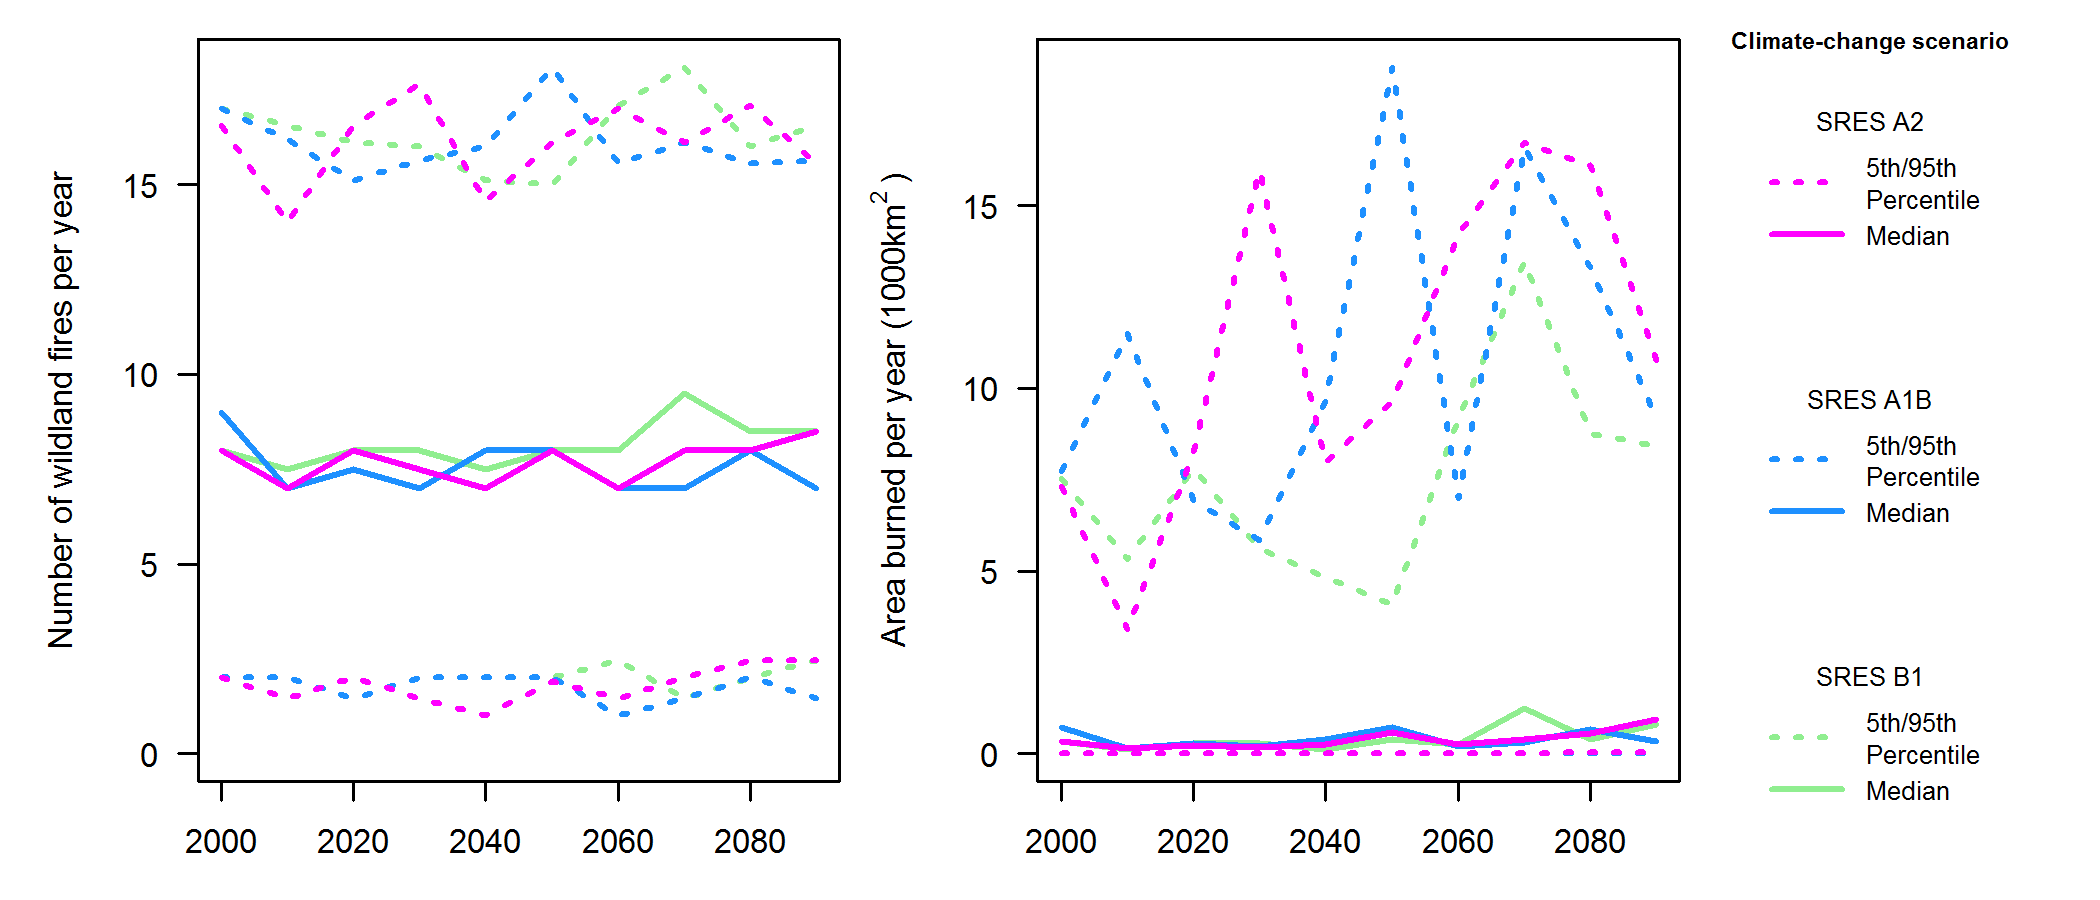 Number of wildland fires per year
15
10
5
0
2000 2020 2040 2060 2080
Area burned per year (1000km²)
15
10
5
0
2000 2020 2040 2060 2080
Climate-change scenario
SRES A2
5th/95th
Percentile
Median
SRES A1B
5th/95th
Percentile
Median
SRES B1
5th/95th
Percentile
Median